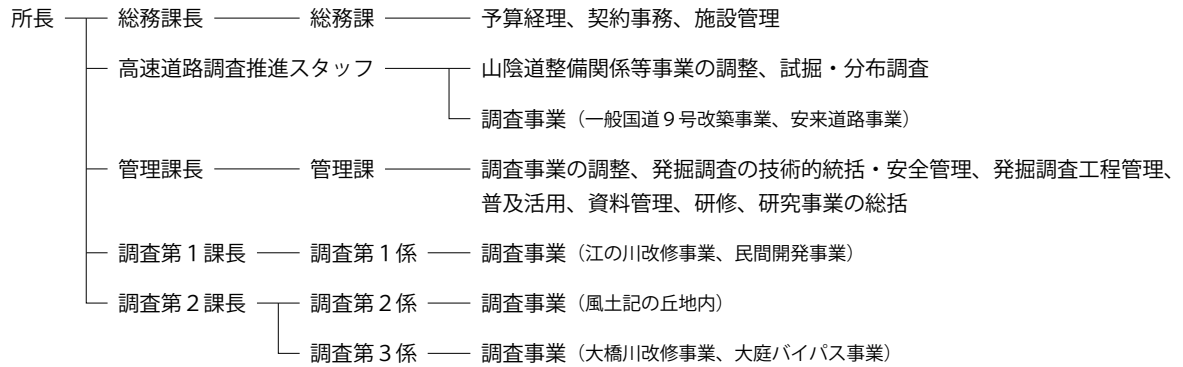 所長 総務課長 総務課 予算経理、契約事務、施設管理
高速道路調査推進スタッフ 山陰道整備関係等事業の調整、試掘・分布調査
調査事業（一般国道９号改築事業、安来道路事業）
管理課長 管理課 調査事業の調整、発掘調査の技術的統括・安全管理、発掘調査工程管理、
普及活用、資料管理、研修、研究事業の総括
調査第１課長 調査第１係 調査事業（江の川改修事業、民間開発事業）
調査第２課長 調査第２係 調査事業（風土記の丘地内）
調査第３係 調査事業（大橋川改修事業、大庭バイパス事業）